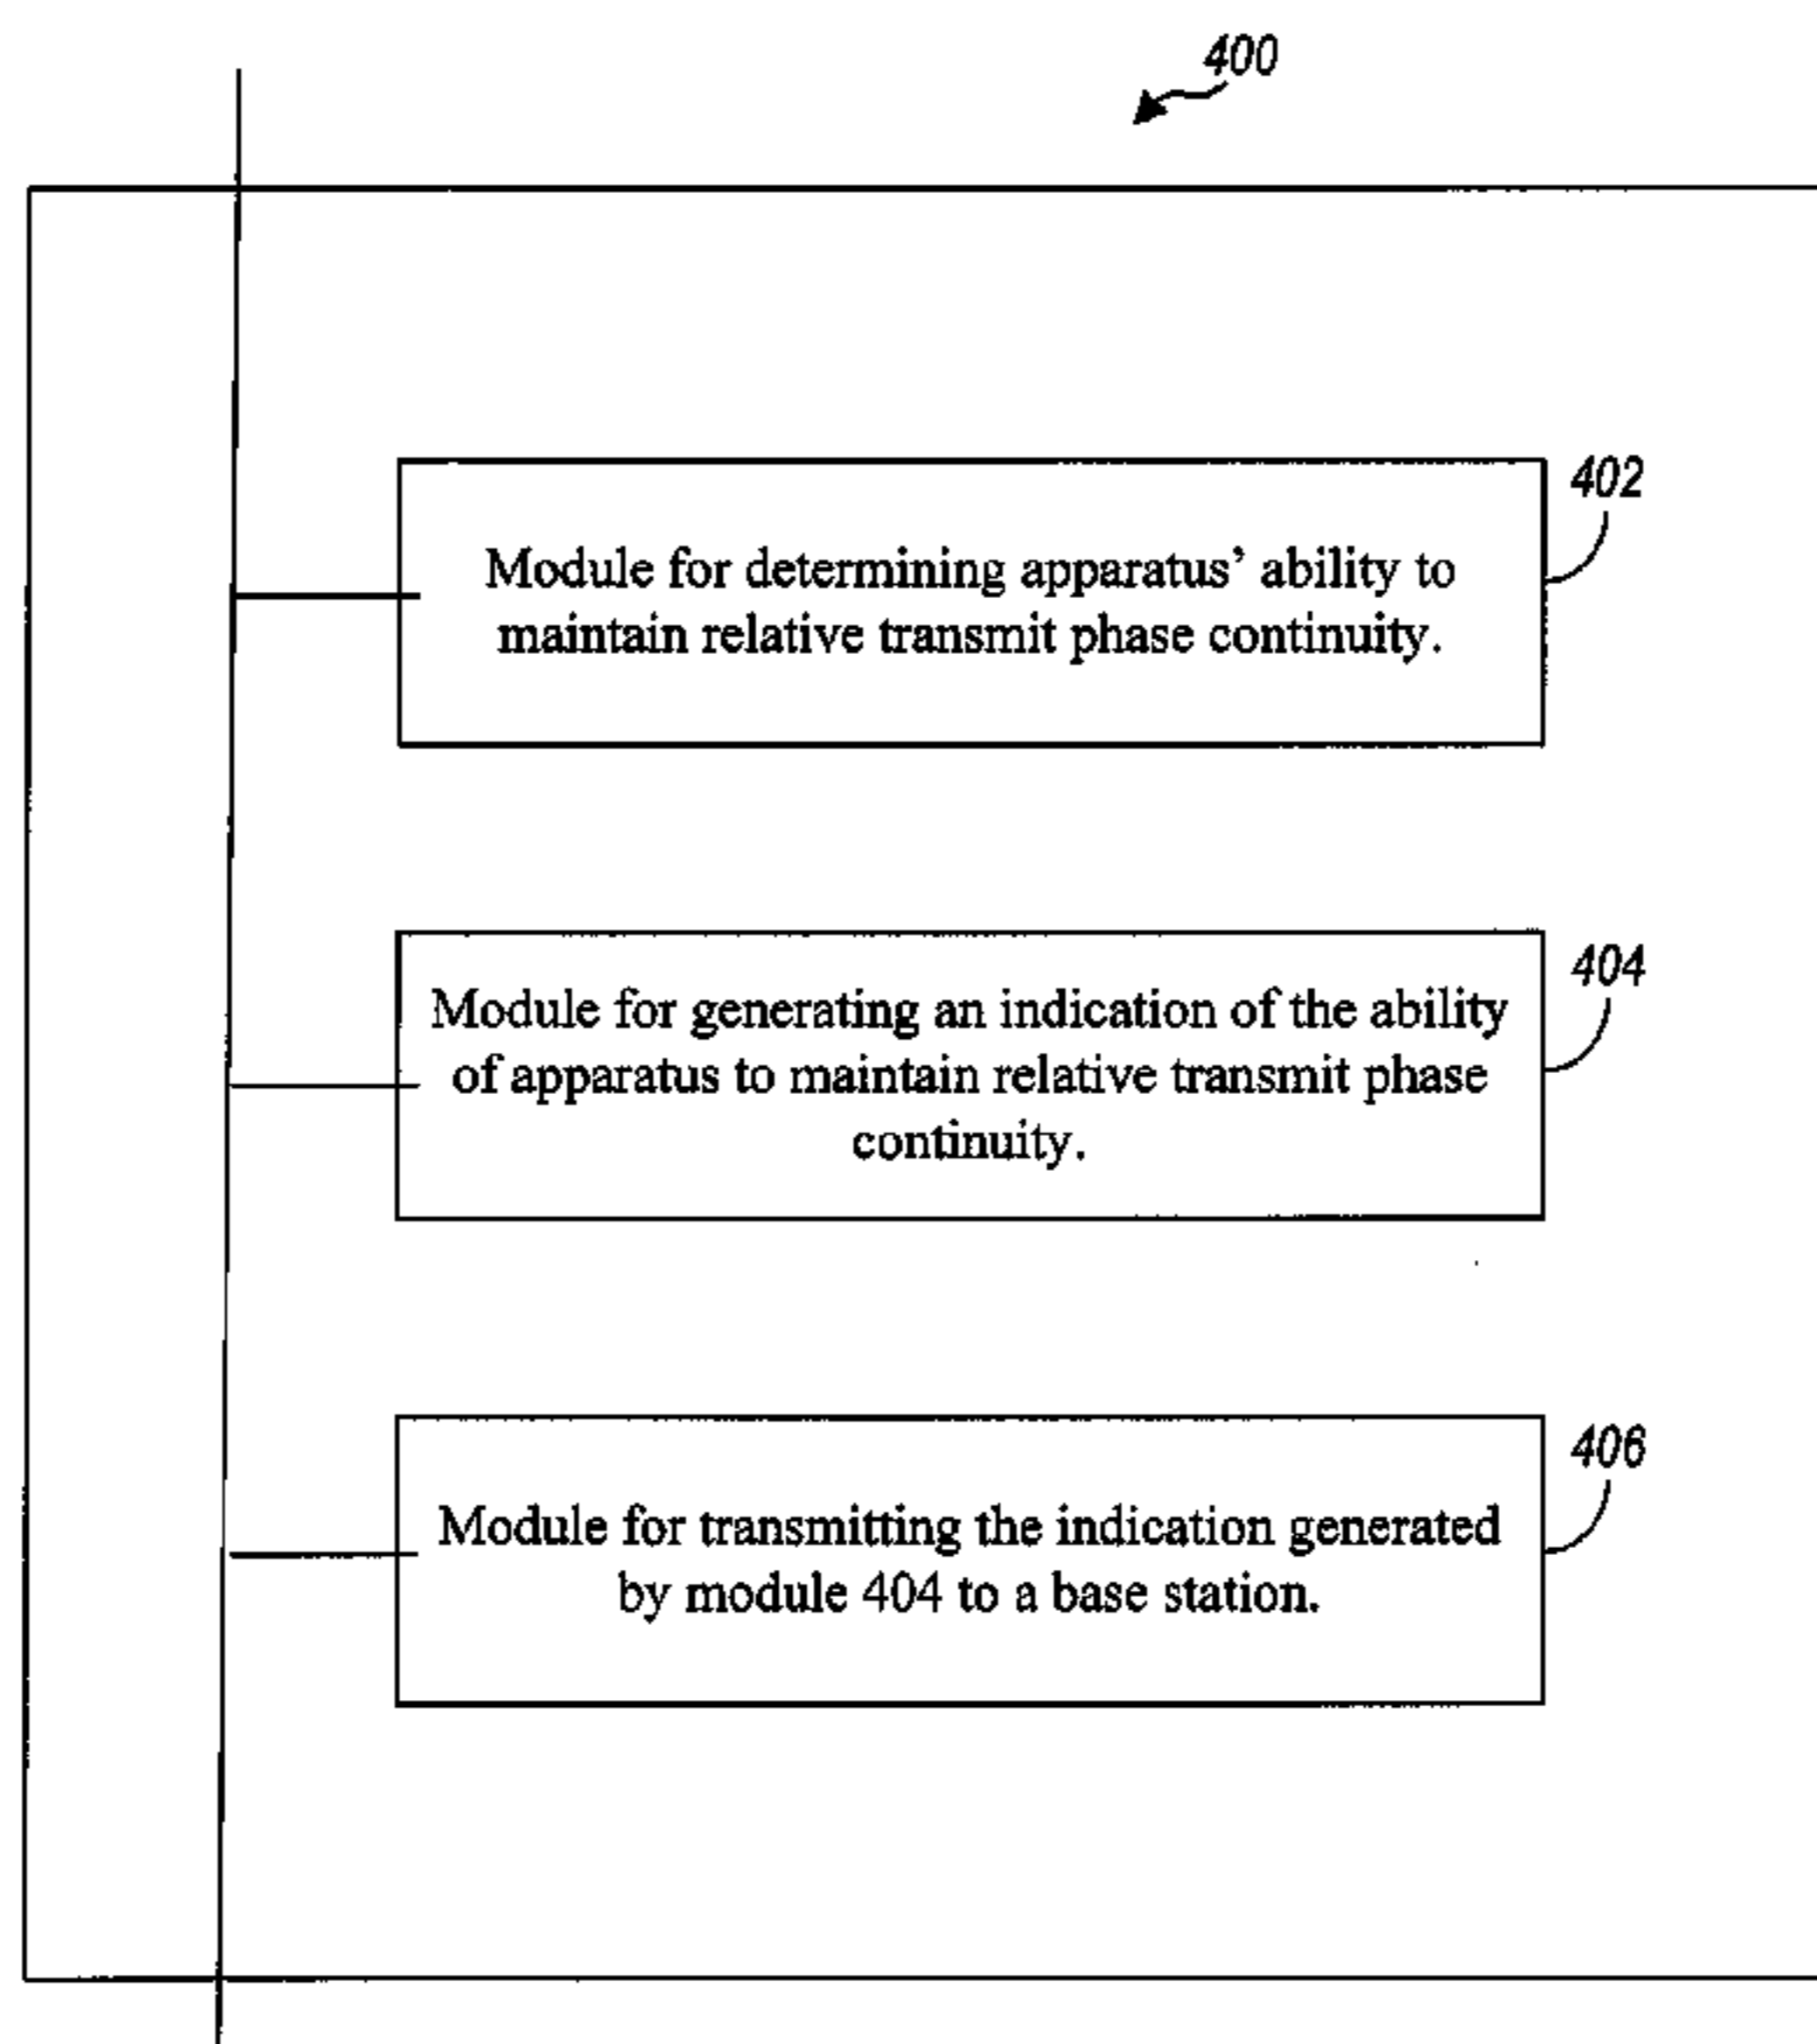 400
402
Module for determining apparatus’ ability to
maintain relative transmit phase continuity.
404
Module for generating an indication of the ability
of apparatus to maintain relative transmit phase
continuity.
406
Module for transmitting the indication generated
by module 404 to a base station.